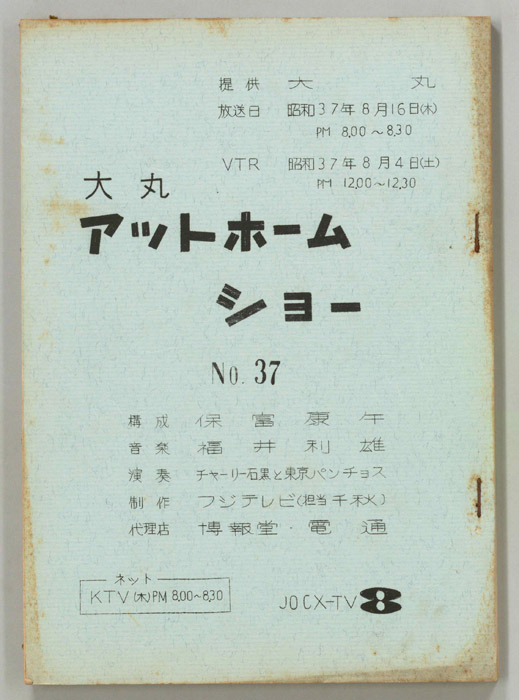 提供 大丸
放送日 昭和37年8月16日(木)
PM 8.00～8.30
VTR 昭和37年8月4日(土)
PM 12.00～12.30
大丸
アットホーム
ショー
No. 37
構成 保富康午
音楽 福井利雄
演奏 チャーリー石黒と東京パンチョス
制作 フジテレビ(担当千秋)
代理店 博報堂・電通
ネット
KTV (木) PM 8.00～8.30
JOCX-TV 8